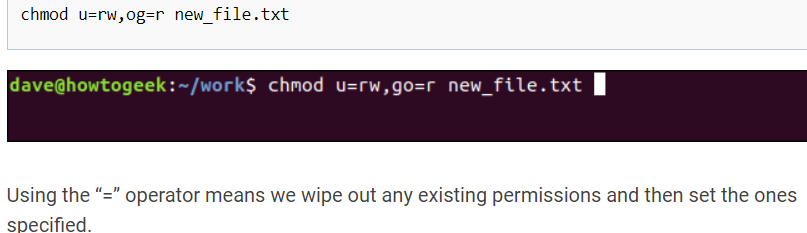 chmod u=rw,og=r new_file.txt
dave@howtogeek:~/work$ chmod u=rw,go=r new_file.txt
Using the “=” operator means we wipe out any existing permissions and then set the ones
specified.